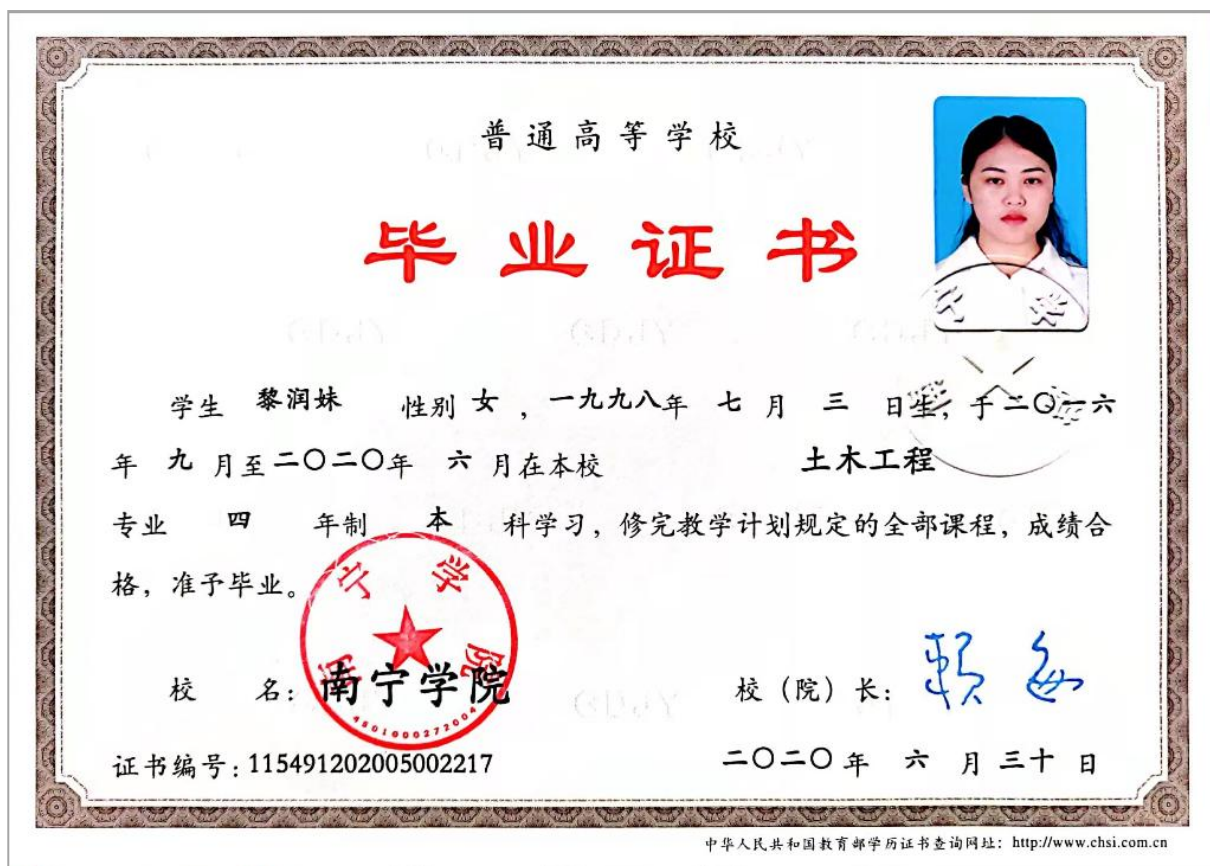 普通高等学校
毕业证书
学生 黎润妹 性别 女 ,一九九八年 七 月 三 日生, 于二〇一六
年 九 月至二〇二〇年 六 月在本校 土木工程
专业 四 年制 本 科学习, 修完教学计划规定的全部课程, 成绩合
格, 准予毕业。
宁学院
4501000272004
校 名: 南宁学院
校 (院) 长:
证书编号: 115491202005002217
二〇二〇年 六 月 三十 日
中华人民共和国教育部学历证书查询网址: http://www.chsi.com.cn